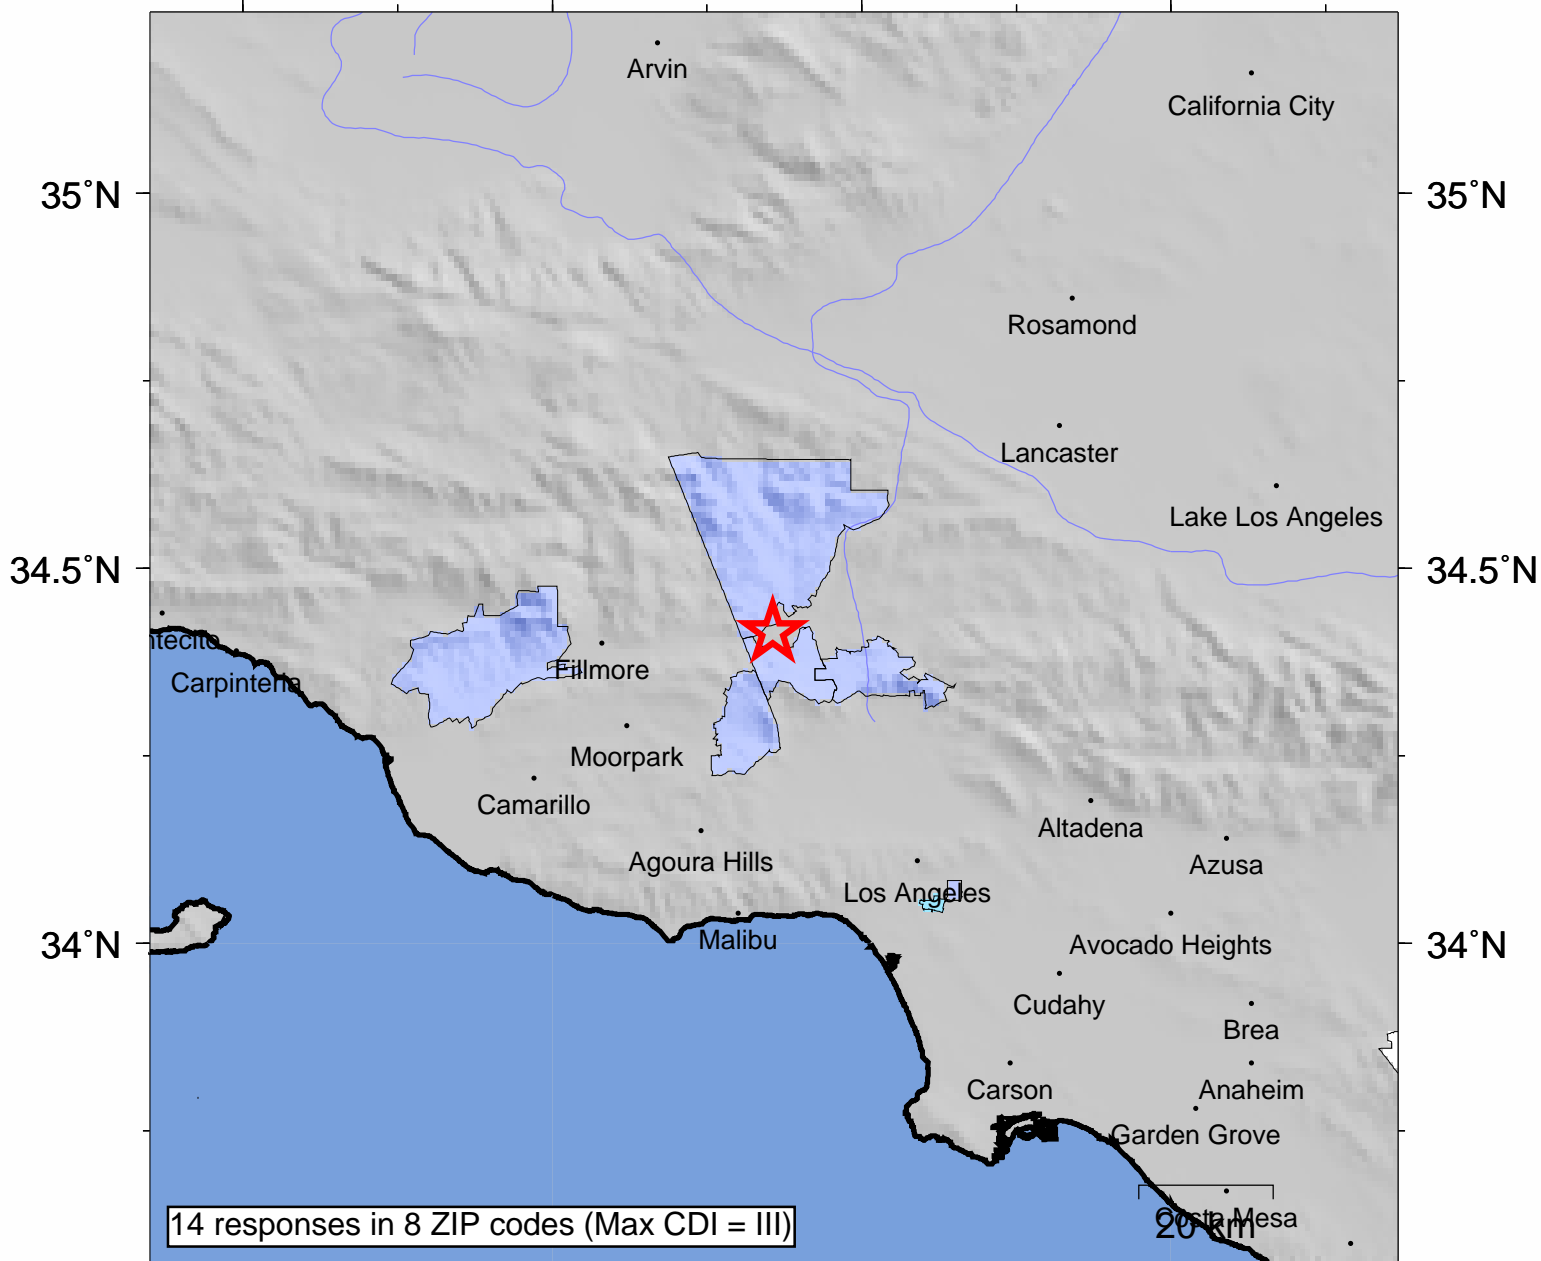 Arvin
California City
35˚N
35˚N
Rosamond
Lancaster
Lake Los Angeles
34.5˚N
34.5˚N
ntecito
Fillmore
Carpinteria
Moorpark
Camarillo
Altadena
Agoura Hills
Azusa
Los Angeles
34˚N
Malibu
Avocado Heights
34˚N
Cudahy
Brea
Carson
Anaheim
Garden Grove
Costa Mesa
20 km
14 responses in 8 ZIP codes (Max CDI = III)